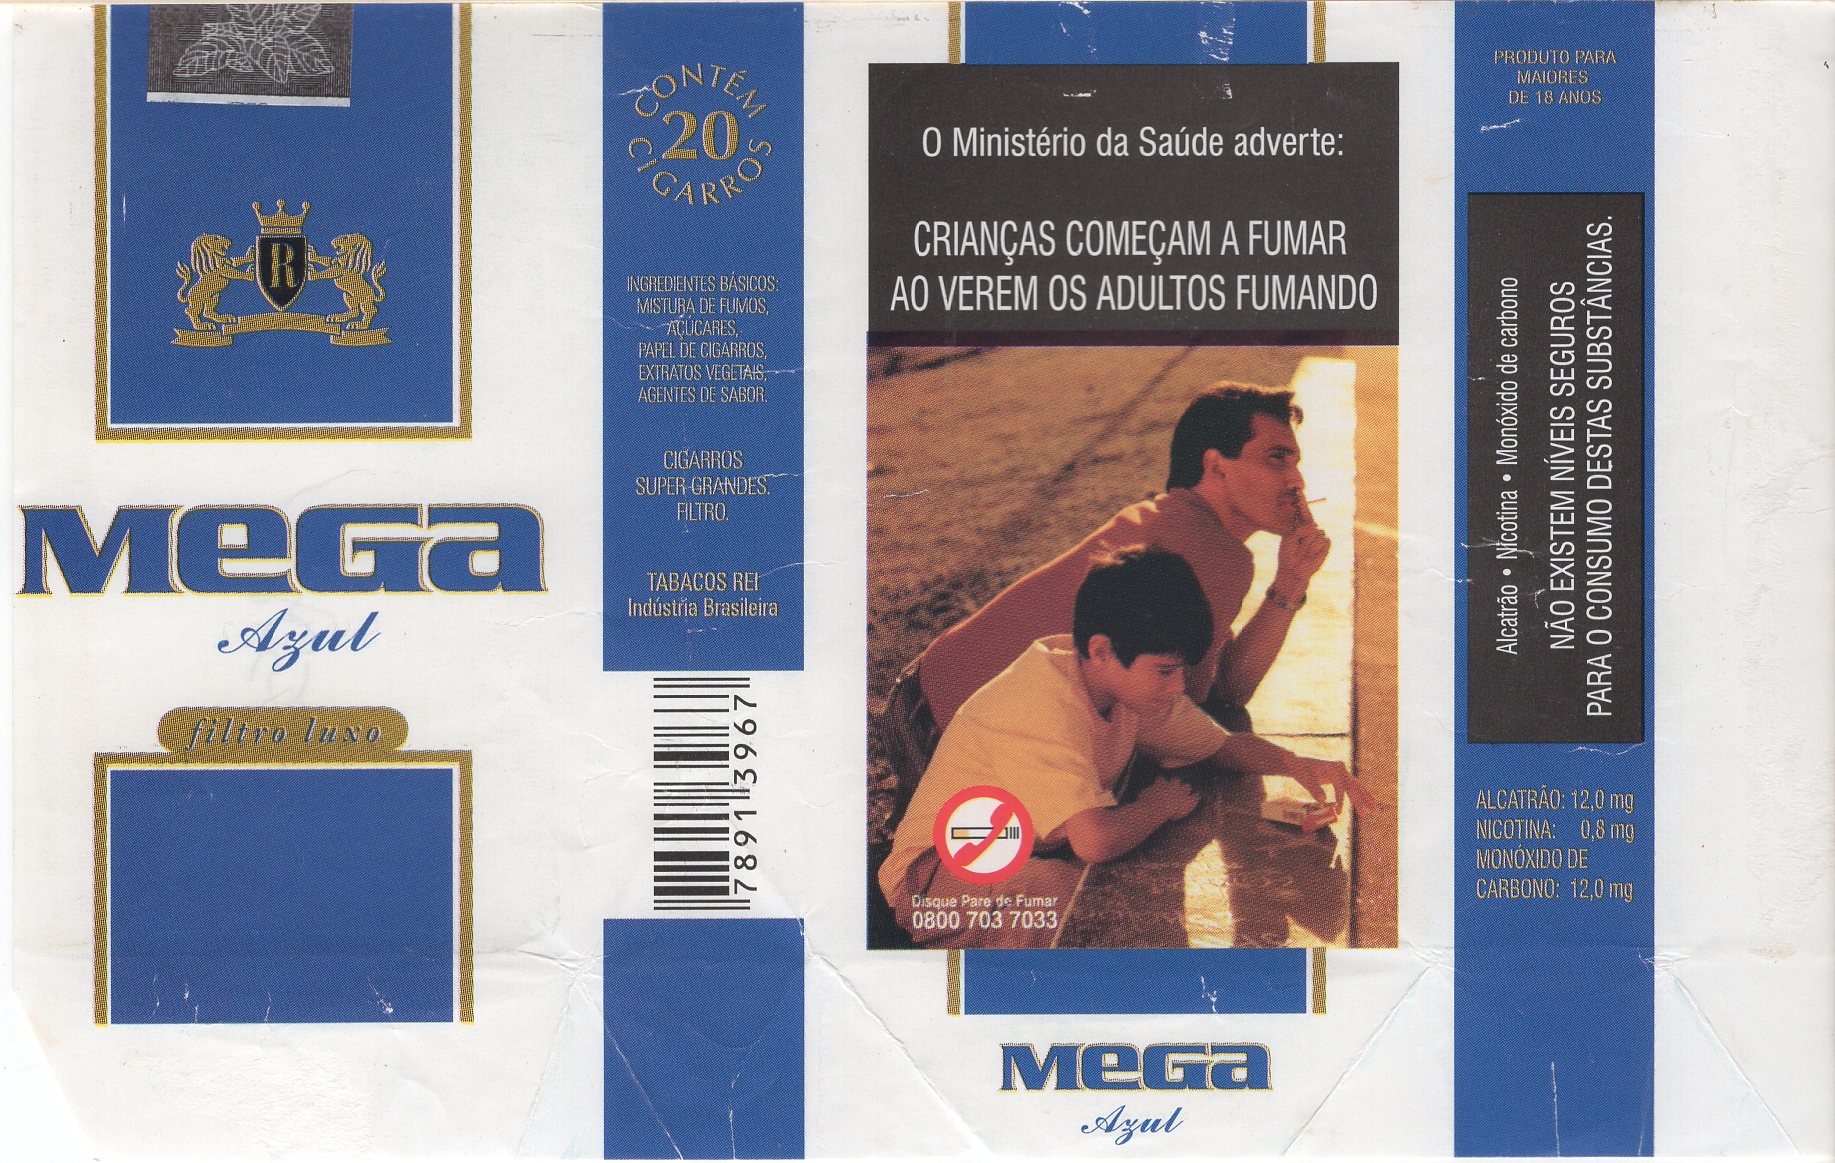 R
MeGa
Azul
filtro luxo
CONTÉM
20
CIGARROS
INGREDIENTES BÁSICOS:
MISTURA DE FUMOS,
AÇÚCARES,
PAPEL DE CIGARROS,
EXTRATOS VEGETAIS,
AGENTES DE SABOR.
CIGARROS
SUPER GRANDES.
FILTRO.
TABACOS REI
Indústria Brasileira
78913967
O Ministério da Saúde adverte:
CRIANÇAS COMEÇAM A FUMAR
AO VEREM OS ADULTOS FUMANDO
Disque Pare de Fumar
0800 703 7033
MeGa
Azul
PRODUTO PARA
MAIORES
DE 18 ANOS
Alcatrão • Nicotina • Monóxido de carbono
NÃO EXISTEM NÍVEIS SEGUROS
PARA O CONSUMO DESTAS SUBSTÂNCIAS.
ALCATRÃO: 12,0 mg
NICOTINA: 0,8 mg
MONÓXIDO DE
CARBONO: 12,0 mg